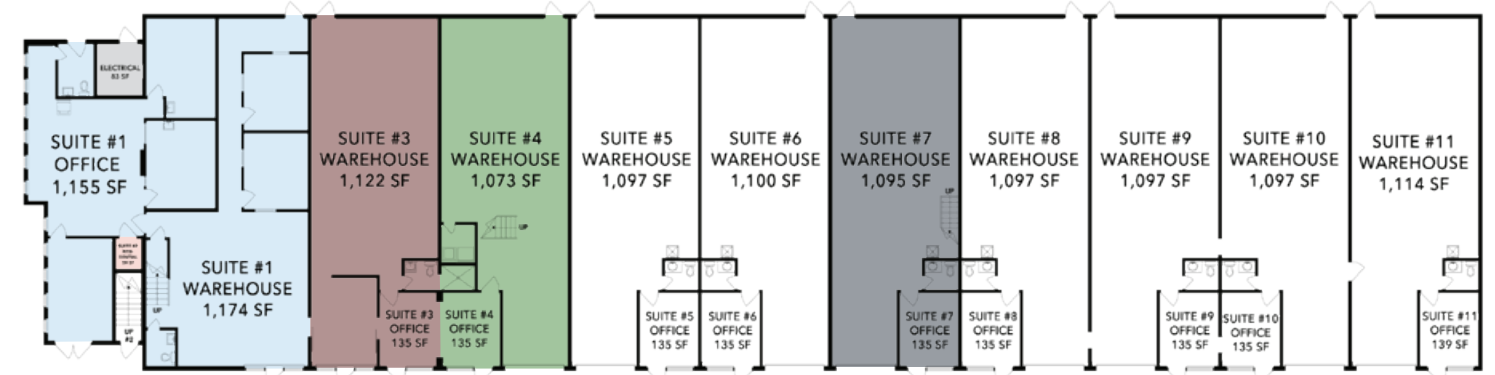 ELECTRICAL
83 SF
SUITE #1
OFFICE
1,155 SF
UP
#2
UP
SUITE #1
WAREHOUSE
1,174 SF
SUITE #3
WAREHOUSE
1,122 SF
SUITE #3
OFFICE
135 SF
SUITE #4
WAREHOUSE
1,073 SF
UP
SUITE #4
OFFICE
135 SF
SUITE #5
WAREHOUSE
1,097 SF
SUITE #5
OFFICE
135 SF
SUITE #6
WAREHOUSE
1,100 SF
SUITE #6
OFFICE
135 SF
SUITE #7
WAREHOUSE
1,095 SF
UP
SUITE #7
OFFICE
135 SF
SUITE #8
WAREHOUSE
1,097 SF
SUITE #8
OFFICE
135 SF
SUITE #9
WAREHOUSE
1,097 SF
SUITE #9
OFFICE
135 SF
SUITE #10
WAREHOUSE
1,097 SF
SUITE #10
OFFICE
135 SF
SUITE #11
WAREHOUSE
1,114 SF
SUITE #11
OFFICE
139 SF